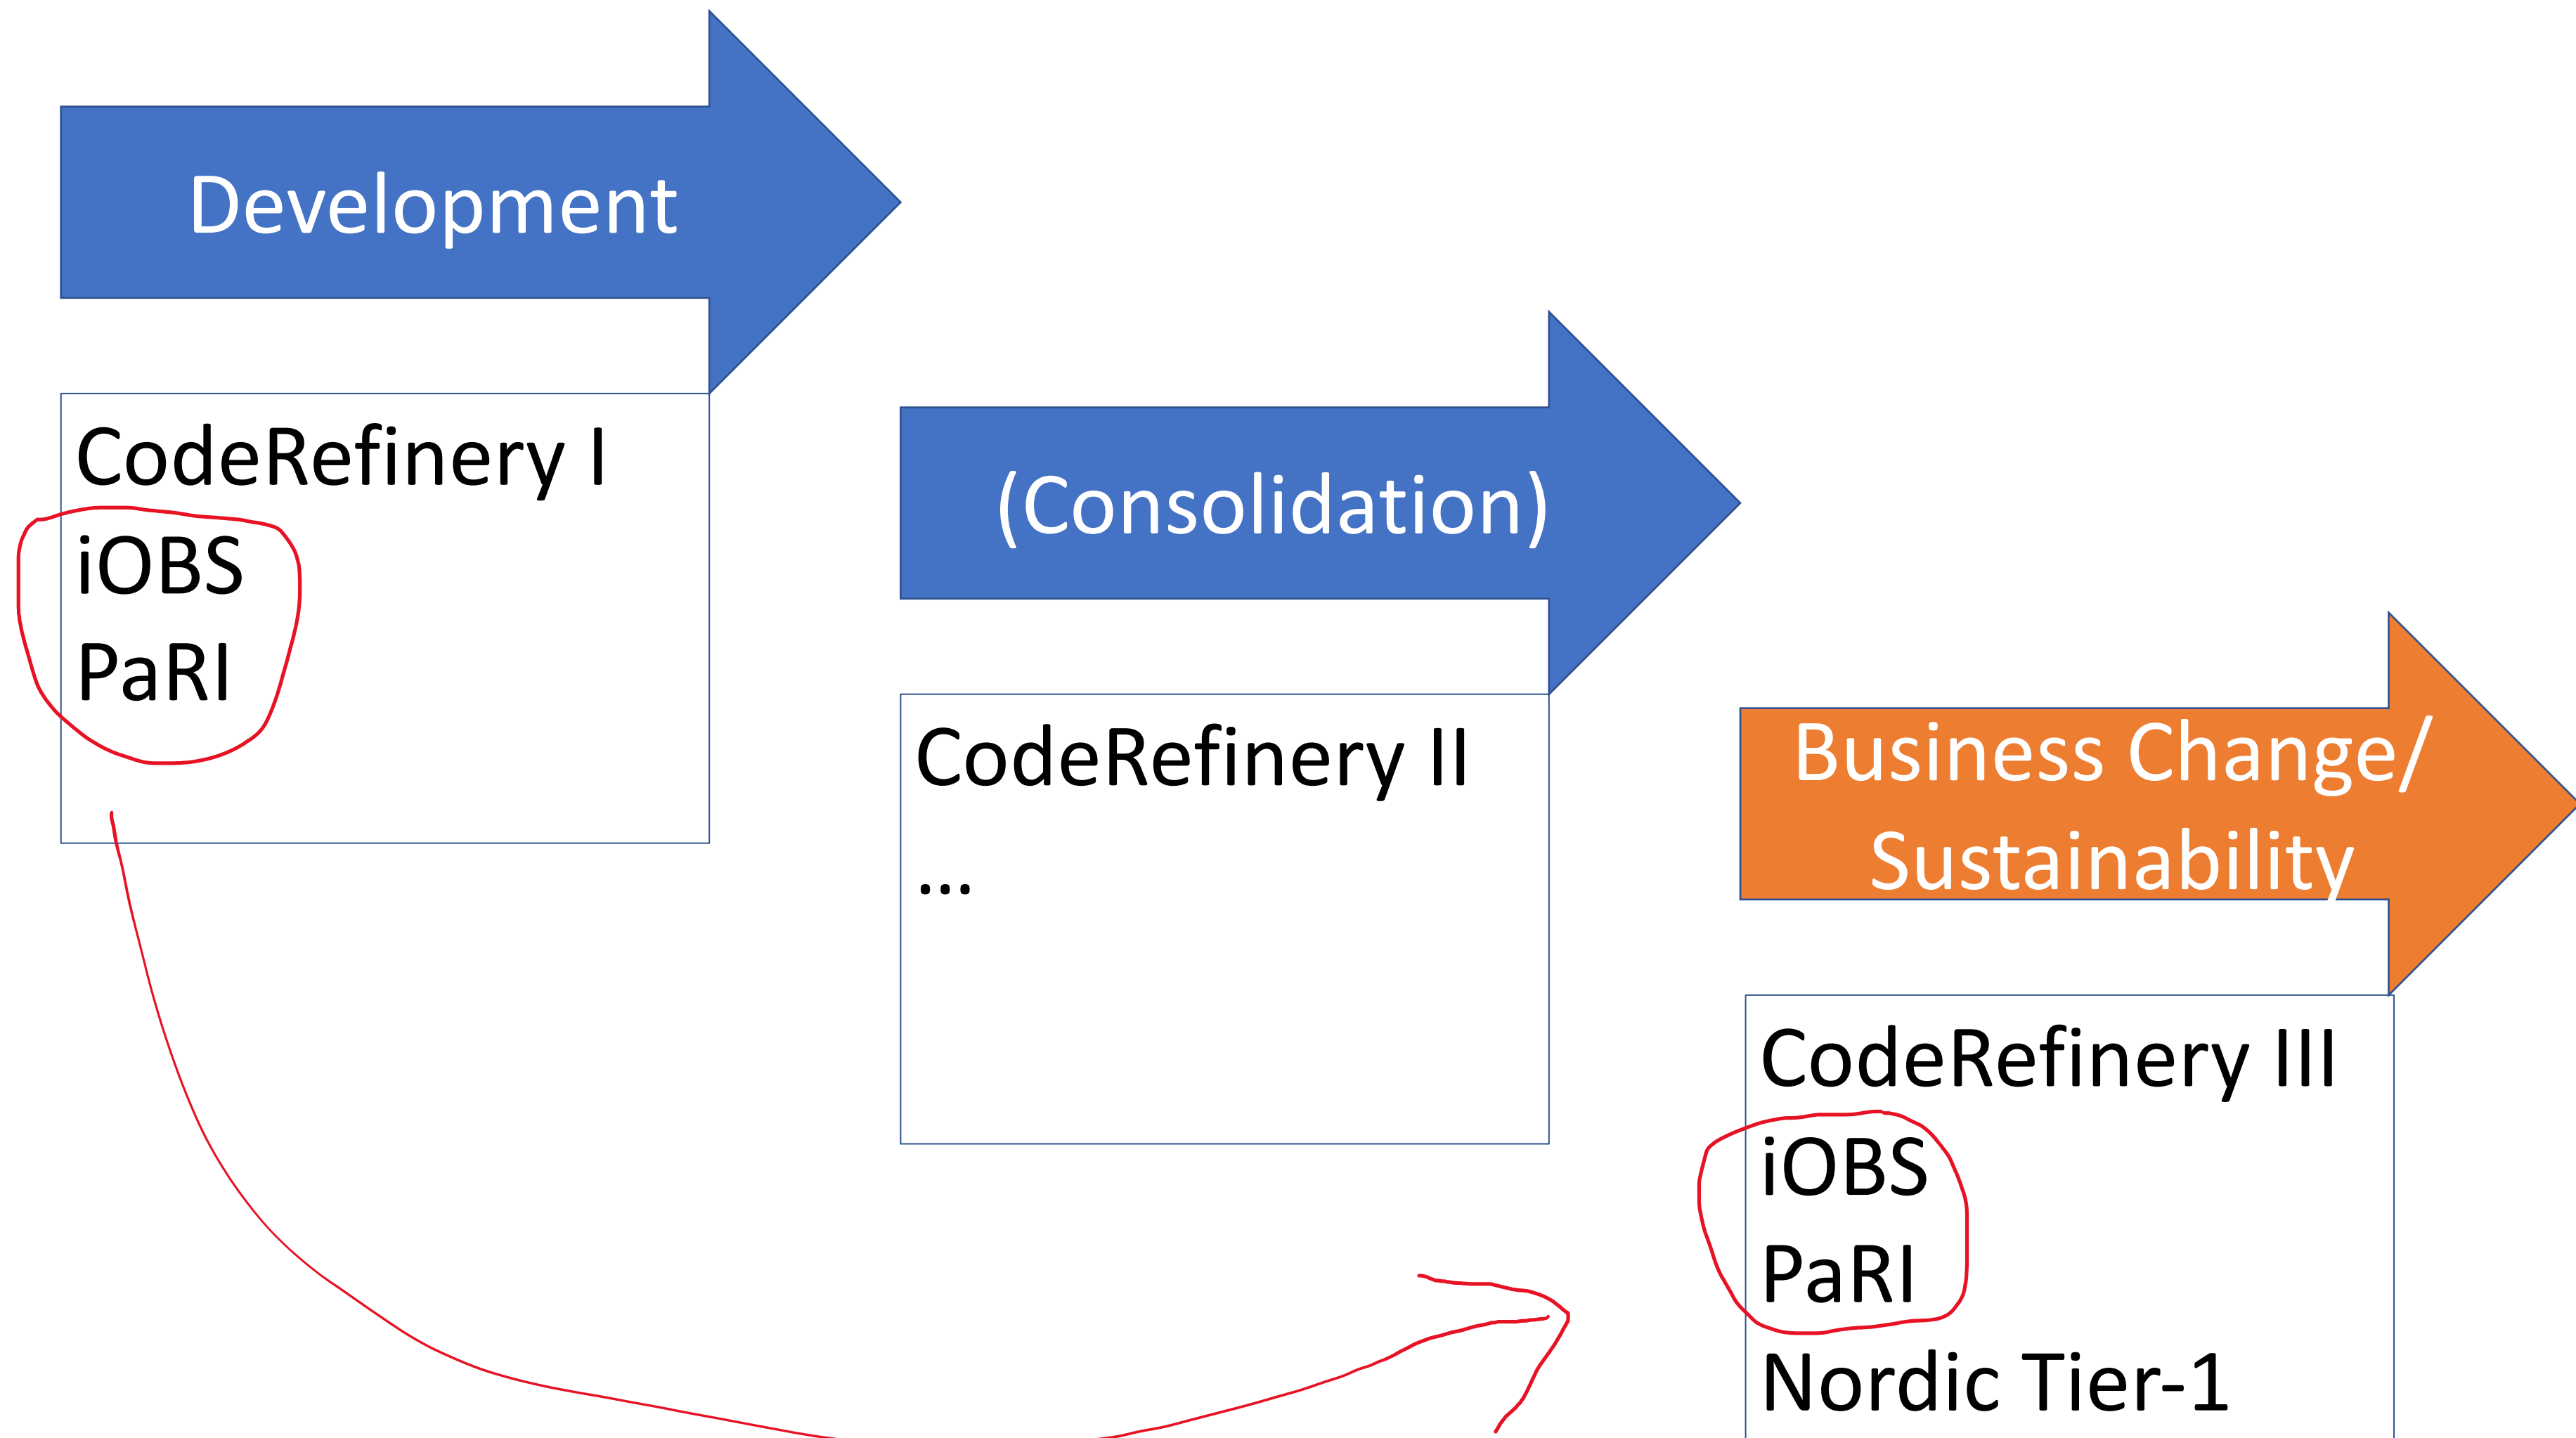 Development
CodeRefinery I
iOBS
PaRI
(Consolidation)
CodeRefinery II
...
Business Change/
Sustainability
CodeRefinery III
iOBS
PaRI
Nordic Tier-1